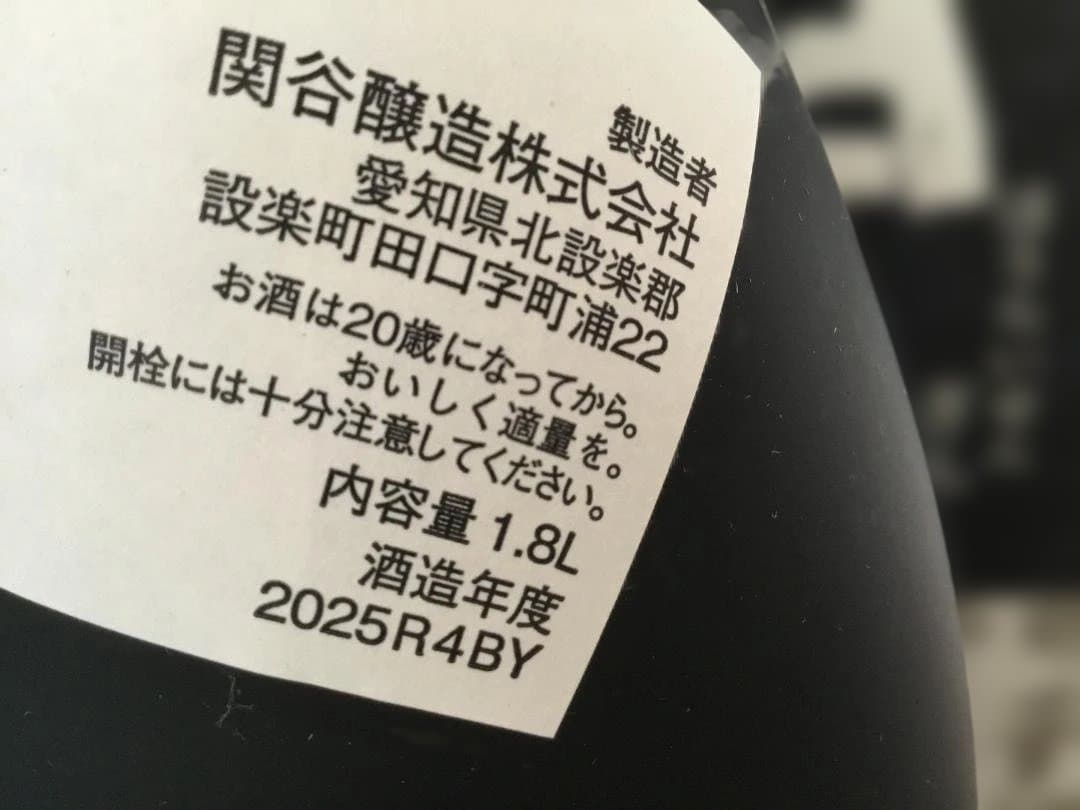 製造者
関谷醸造株式会社
愛知県北設楽郡
設楽町田口字町浦22
お酒は20歳になってから。
おいしく適量を。
開栓には十分注意してください。
内容量 1.8L
酒造年度
2025R4BY